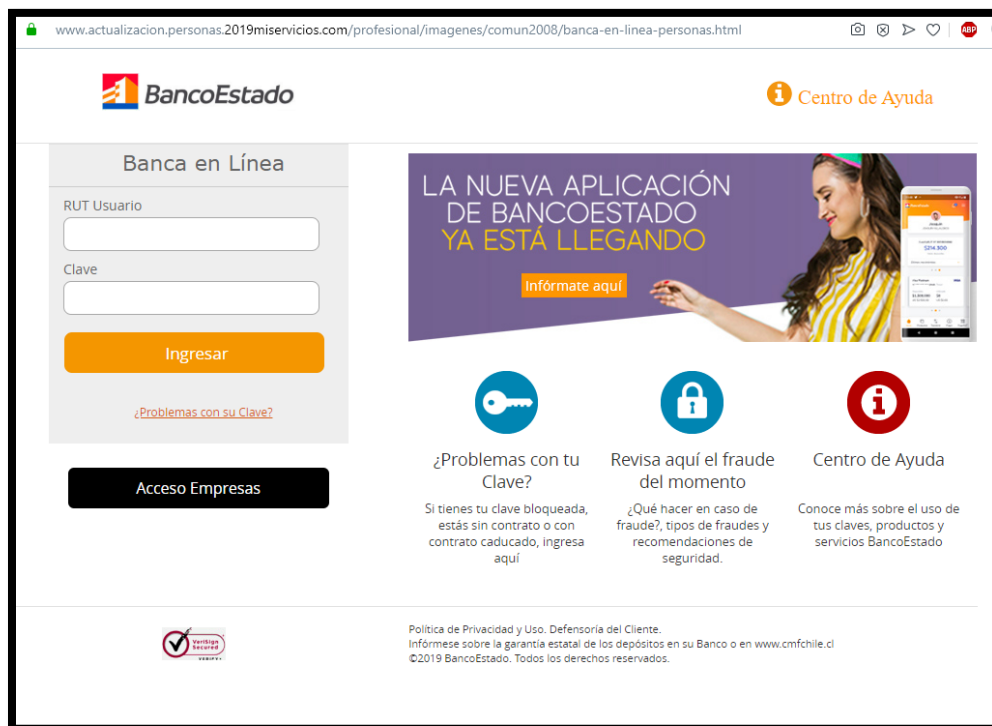 www.actualizacion.personas.2019miservicios.com/profesional/imagenes/comun2008/banca-en-linea-personas.html
ABP
BancoEstado
Centro de Ayuda
Banca en Línea
RUT Usuario
Clave
Ingresar
¿Problemas con su Clave?
Acceso Empresas
LA NUEVA APLICACIÓN
DE BANCOESTADO
YA ESTÁ LLEGANDO
Infórmate aquí
$214.300
¿Problemas con tu
Clave?
Si tienes tu clave bloqueada,
estás sin contrato o con
contrato caducado, ingresa
aquí
Revisa aquí el fraude
del momento
¿Qué hacer en caso de
fraude?, tipos de fraudes y
recomendaciones de
seguridad.
Centro de Ayuda
Conoce más sobre el uso de
tus claves, productos y
servicios BancoEstado
VeriSign
Secured
VERIFY
Política de Privacidad y Uso. Defensoría del Cliente.
Infórmese sobre la garantía estatal de los depósitos en su Banco o en www.cmfchile.cl
©2019 BancoEstado. Todos los derechos reservados.